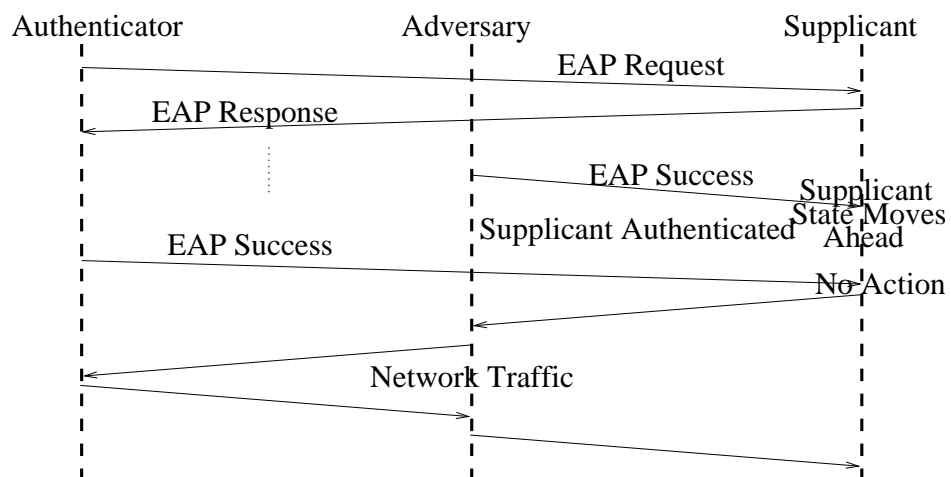 Authenticator
Adversary
Supplicant
EAP Request
EAP Response
EAP Success
Supplicant
State Moves
Ahead
Supplicant Authenticated
EAP Success
No Action
Network Traffic